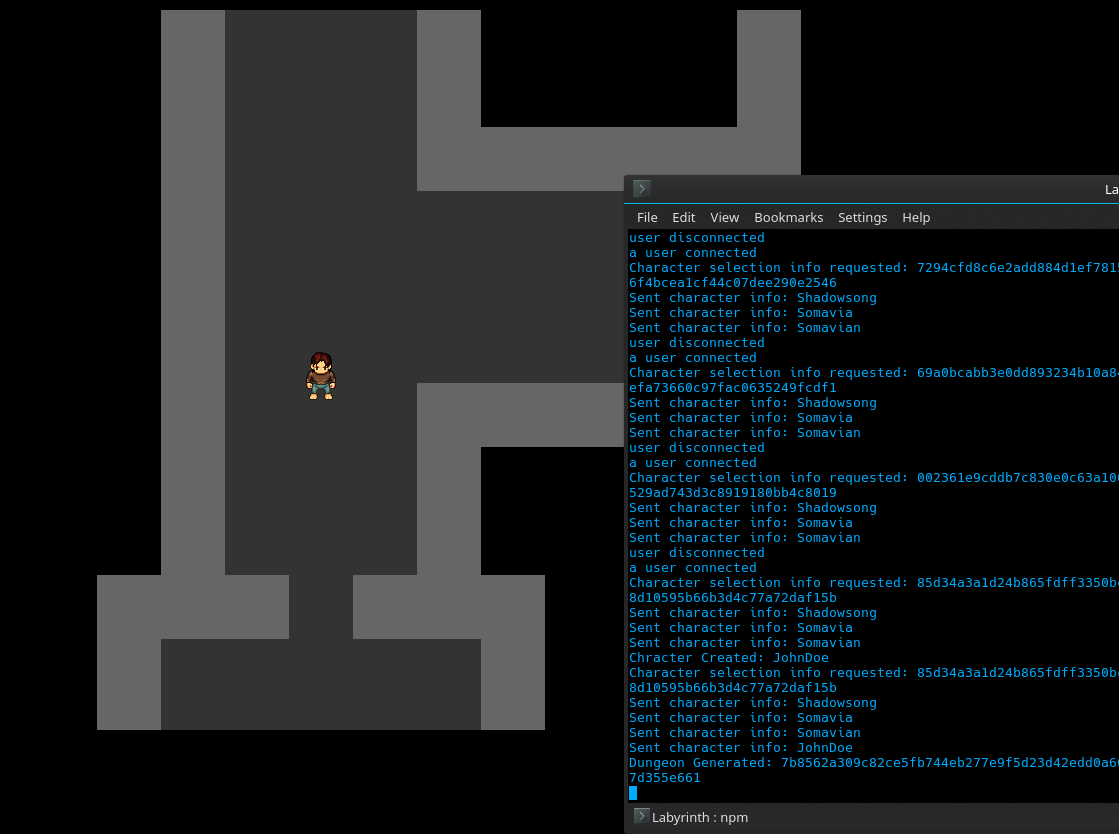 La
File Edit View Bookmarks Settings Help
user disconnected
a user connected
Character selection info requested: 7294cfd8c6e2add884d1ef781
6f4bcea1cf44c07dee290e2546
Sent character info: Shadowsong
Sent character info: Somavia
Sent character info: Somavian
user disconnected
a user connected
Character selection info requested: 69a0bcabb3e0dd893234b10a8
efa73660c97fac0635249fcdf1
Sent character info: Shadowsong
Sent character info: Somavia
Sent character info: Somavian
user disconnected
a user connected
Character selection info requested: 002361e9cddb7c830e0c63a10
529ad743d3c8919180bb4c8019
Sent character info: Shadowsong
Sent character info: Somavia
Sent character info: Somavian
user disconnected
a user connected
Character selection info requested: 85d34a3a1d24b865fdff3350b
8d10595b66b3d4c77a72daf15b
Sent character info: Shadowsong
Sent character info: Somavia
Sent character info: Somavian
Chracter Created: JohnDoe
Character selection info requested: 85d34a3a1d24b865fdff3350b
8d10595b66b3d4c77a72daf15b
Sent character info: Shadowsong
Sent character info: Somavia
Sent character info: Somavian
Sent character info: JohnDoe
Dungeon Generated: 7b8562a309c82ce5fb744eb277e9f5d23d42edd0a6
7d355e661
Labyrinth : npm